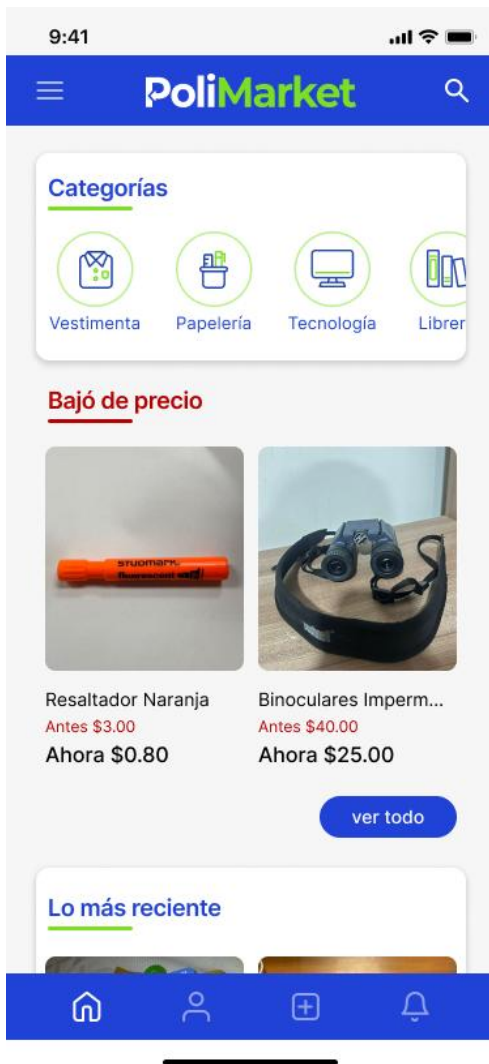 9:41
PoliMarket
Categorías
Vestimenta Papelería Tecnología Librer
Bajó de precio
STUDMARK
fluorescent
Resaltador Naranja Binoculares Imperm...
Antes $3.00 Antes $40.00
Ahora $0.80 Ahora $25.00
ver todo
Lo más reciente